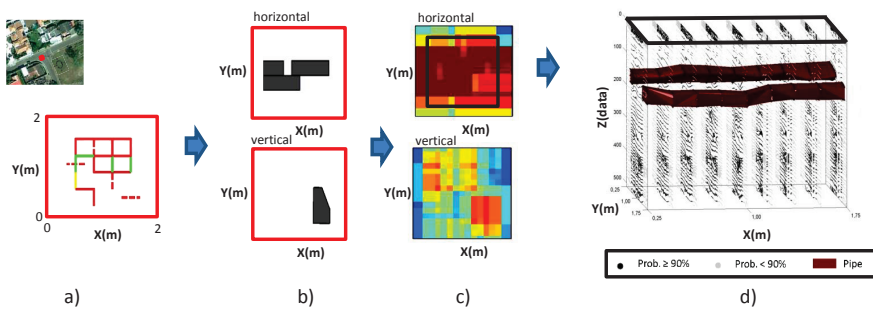 2
Y(m)
0
0
2
X(m)
a)
horizontal
Y(m)
X(m)
vertical
Y(m)
X(m)
b)
horizontal
Y(m)
X(m)
vertical
X(m)
c)
0
100
200
300
400
500
Z(data)
0.25
1,00
1,75
Y(m)
0,25
1,00
1,75
X(m)
Prob. ≥ 90%
Prob. < 90%
Pipe
d)